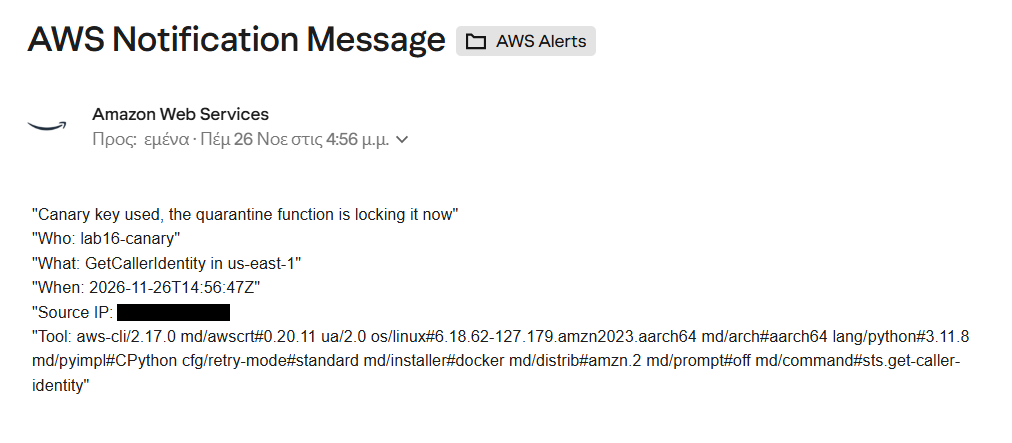 AWS Notification Message AWS Alerts
Amazon Web Services
Προς: εμένα · Πέμ 26 Νοε στις 4:56 μ.μ.
"Canary key used, the quarantine function is locking it now"
"Who: lab16-canary"
"What: GetCallerIdentity in us-east-1"
"When: 2026-11-26T14:56:47Z"
"Source IP:
"Tool: aws-cli/2.17.0 md/awscrt#0.20.11 ua/2.0 os/linux#6.18.62-127.179.amzn2023.aarch64 md/arch#aarch64 lang/python#3.11.8
md/pyimpl#CPython cfg/retry-mode#standard md/installer#docker md/distrib#amzn.2 md/prompt#off md/command#sts.get-caller-
identity"